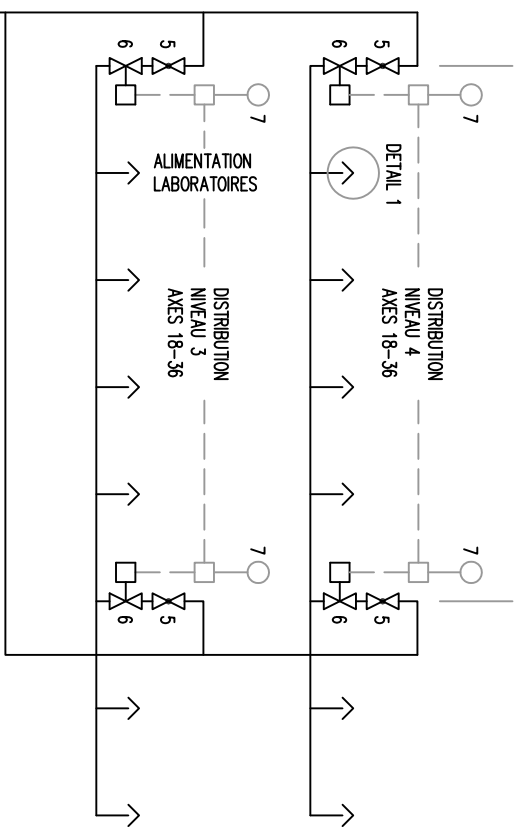 7
5
6
DETAIL 1
DISTRIBUTION
NIVEAU 4
AXES 18-36
7
5
6
7
5
6
ALIMENTATION
LABORATOIRES
DISTRIBUTION
NIVEAU 3
AXES 18-36
7
5
6